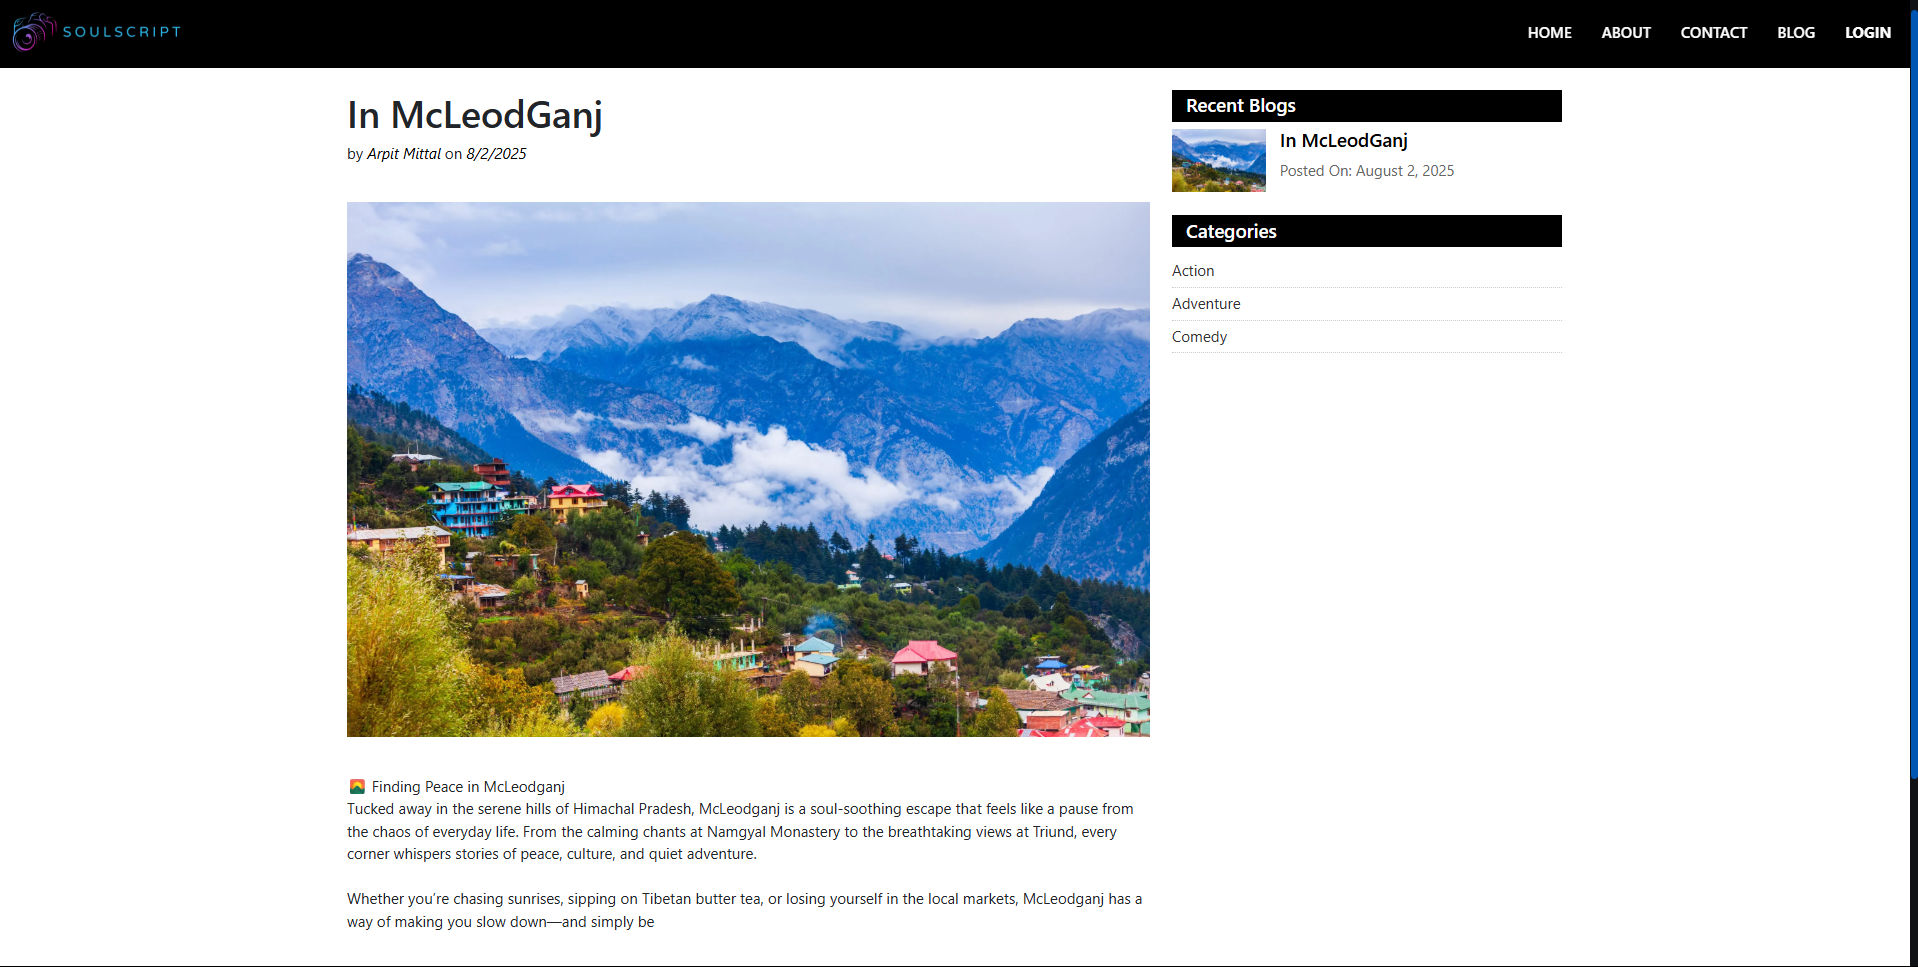 SOULSCRIPT
HOME ABOUT CONTACT BLOG LOGIN
In McLeodGanj
by Arpit Mittal on 8/2/2025
🌄 Finding Peace in McLeodganj
Tucked away in the serene hills of Himachal Pradesh, McLeodganj is a soul-soothing escape that feels like a pause from
the chaos of everyday life. From the calming chants at Namgyal Monastery to the breathtaking views at Triund, every
corner whispers stories of peace, culture, and quiet adventure.
Whether you’re chasing sunrises, sipping on Tibetan butter tea, or losing yourself in the local markets, McLeodganj has a
way of making you slow down—and simply be
Recent Blogs
In McLeodGanj
Posted On: August 2, 2025
Categories
Action
Adventure
Comedy